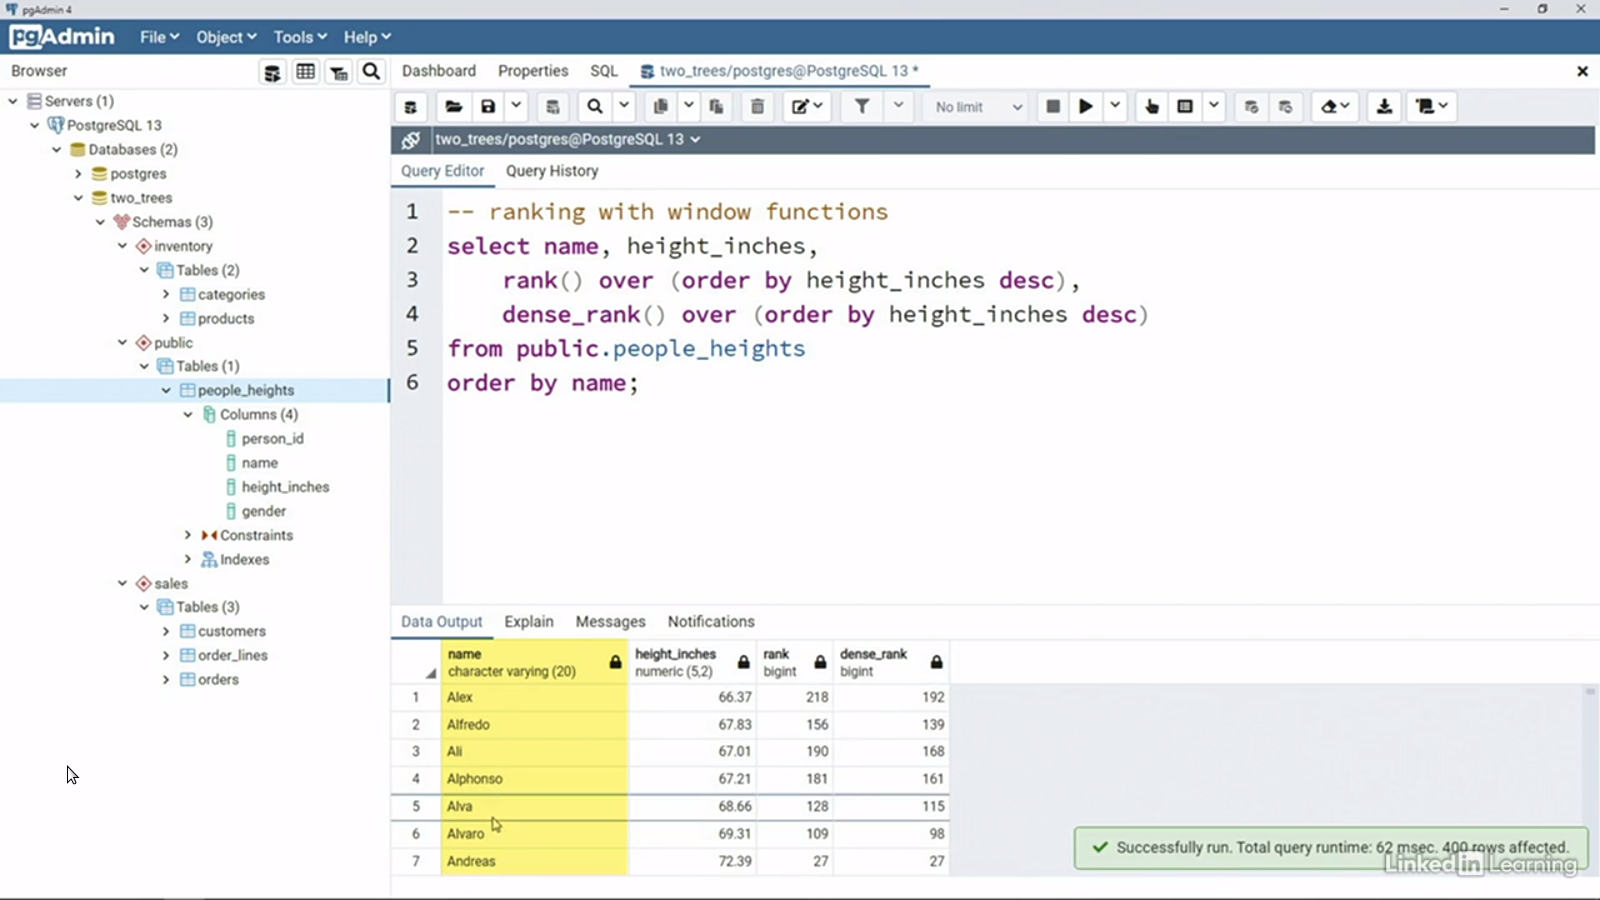 pgAdmin 4
pgAdmin File Object Tools Help
Browser
Dashboard Properties SQL two_trees/postgres@PostgreSQL 13 *
No limit
two_trees/postgres@PostgreSQL 13
Query Editor Query History
Servers (1)
PostgreSQL 13
Databases (2)
postgres
two_trees
Schemas (3)
inventory
Tables (2)
categories
products
public
Tables (1)
people_heights
Columns (4)
person_id
name
height_inches
gender
Constraints
Indexes
sales
Tables (3)
customers
order_lines
orders
1 -- ranking with window functions
2 select name, height_inches,
3 rank() over (order by height_inches desc),
4 dense_rank() over (order by height_inches desc)
5 from public.people_heights
6 order by name;
Data Output Explain Messages Notifications
name height_inches rank dense_rank
character varying (20) numeric (5,2) bigint bigint
1 Alex 66.37 218 192
2 Alfredo 67.83 156 139
3 Ali 67.01 190 168
4 Alphonso 67.21 181 161
5 Alva 68.66 128 115
6 Alvaro 69.31 109 98
7 Andreas 72.39 27 27
Successfully run. Total query runtime: 62 msec. 400 rows affected.
Linked in Learning